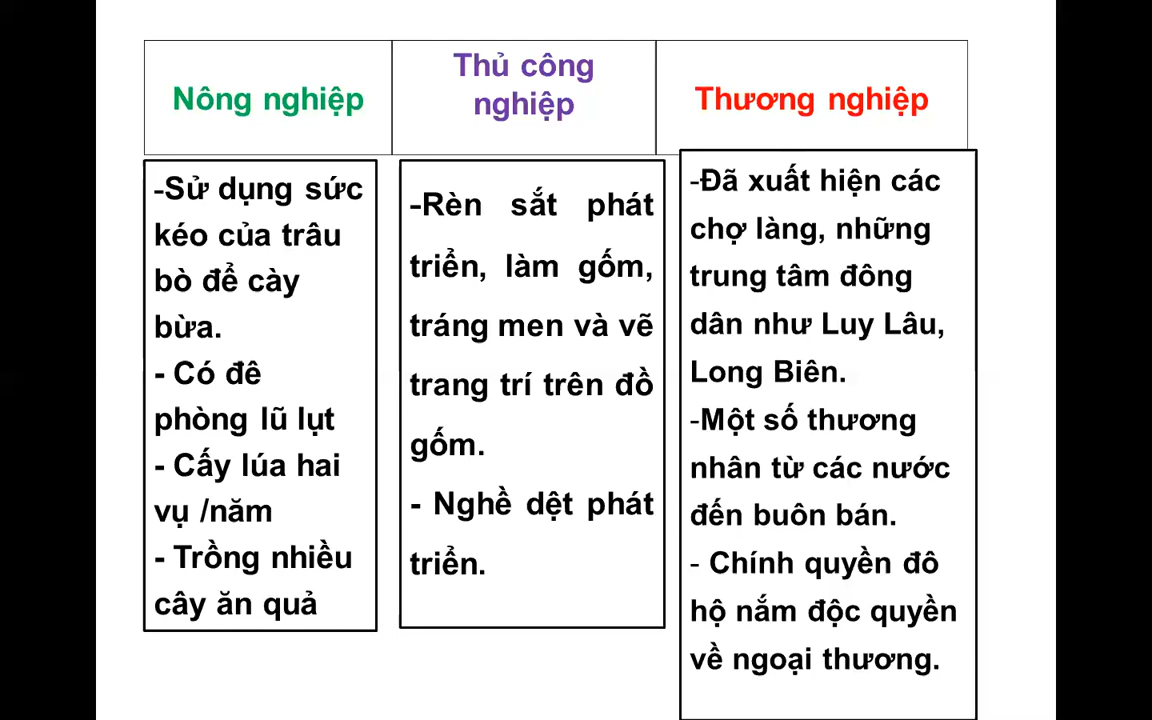 Nông nghiệp
Thủ công
nghiệp
Thương nghiệp
-Sử dụng sức
kéo của trâu
bò để cày
bừa.
- Có đê
phòng lũ lụt
- Cấy lúa hai
vụ /năm
- Trồng nhiều
cây ăn quả
-Rèn sắt phát
triển, làm gốm,
tráng men và vẽ
trang trí trên đồ
gốm.
- Nghề dệt phát
triển.
-Đã xuất hiện các
chợ làng, những
trung tâm đông
dân như Luy Lâu,
Long Biên.
-Một số thương
nhân từ các nước
đến buôn bán.
- Chính quyền đô
hộ nắm độc quyền
về ngoại thương.